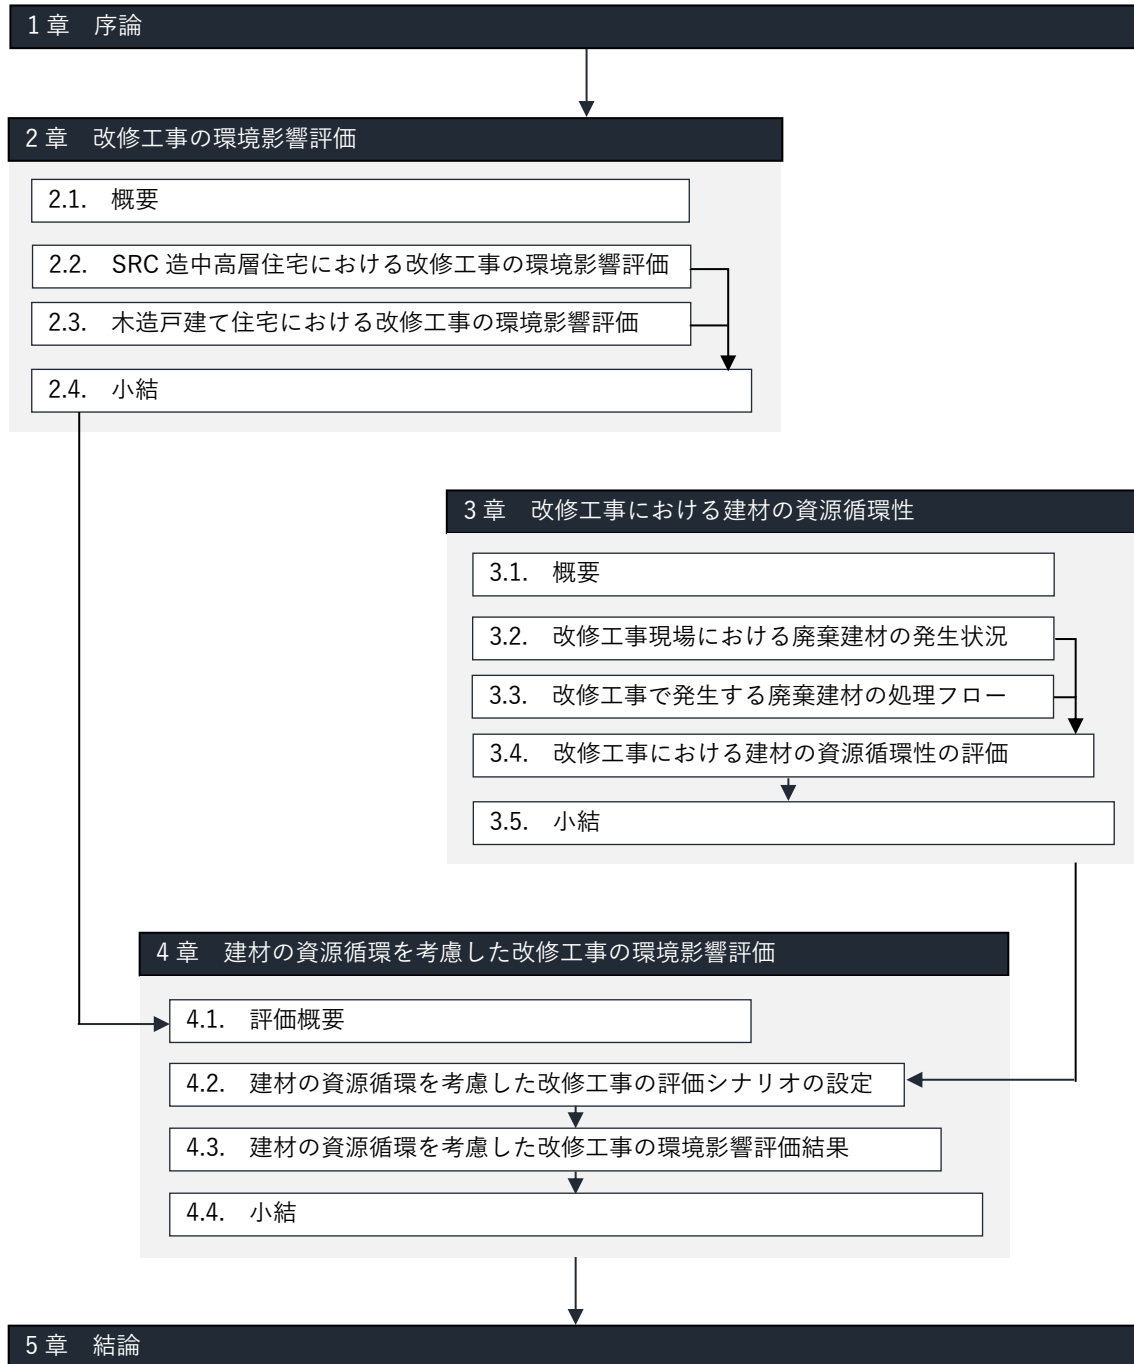 1章　序論
2章　改修工事の環境影響評価
2.1.　概要
2.2.　SRC 造中高層住宅における改修工事の環境影響評価
2.3.　木造戸建て住宅における改修工事の環境影響評価
2.4.　小結
3章　改修工事における建材の資源循環性
3.1.　概要
3.2.　改修工事現場における廃棄建材の発生状況
3.3.　改修工事で発生する廃棄建材の処理フロー
3.4.　改修工事における建材の資源循環性の評価
3.5.　小結
4章　建材の資源循環を考慮した改修工事の環境影響評価
4.1.　評価概要
4.2.　建材の資源循環を考慮した改修工事の評価シナリオの設定
4.3.　建材の資源循環を考慮した改修工事の環境影響評価結果
4.4.　小結
5章　結論